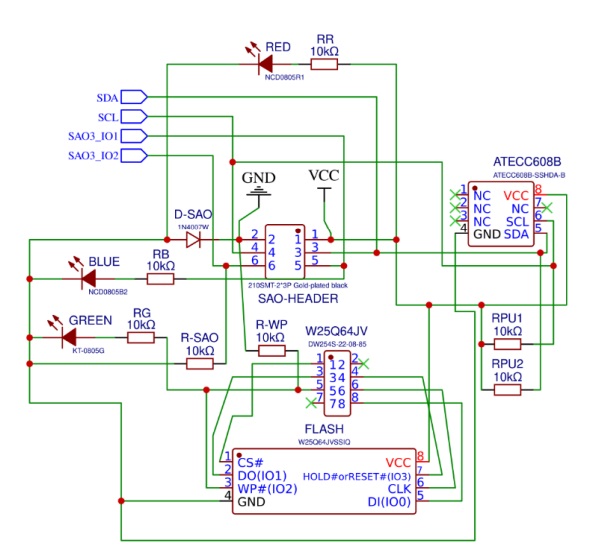 RED
RR
10kΩ
NCD0805R1
SDA
SCL
SAO3_IO1
SAO3_IO2
GND
VCC
ATECC608B
ATECC608B-SSHDA-B
1 NC VCC 8
2 NC NC 7
3 NC SCL 6
4 GND SDA 5
D-SAO
1N4007W
2 2 1 1
4 4 3 3
6 6 5 5
210SMT-2*3P Gold-plated black
SAO-HEADER
BLUE
RB
10kΩ
NCD0805B2
GREEN
RG
10kΩ
KT-0805G
R-SAO
10kΩ
R-WP
10kΩ
W25Q64JV
DW254S-22-08-85
1 1 2 2
3 3 4 4
5 5 6 6
7 7 8 8
RPU1
10kΩ
RPU2
10kΩ
FLASH
W25Q64JVSSIQ
1 CS# VCC 8
2 DO(IO1) HOLD#orRESET#(IO3) 7
3 WP#(IO2) CLK 6
4 GND DI(IO0) 5